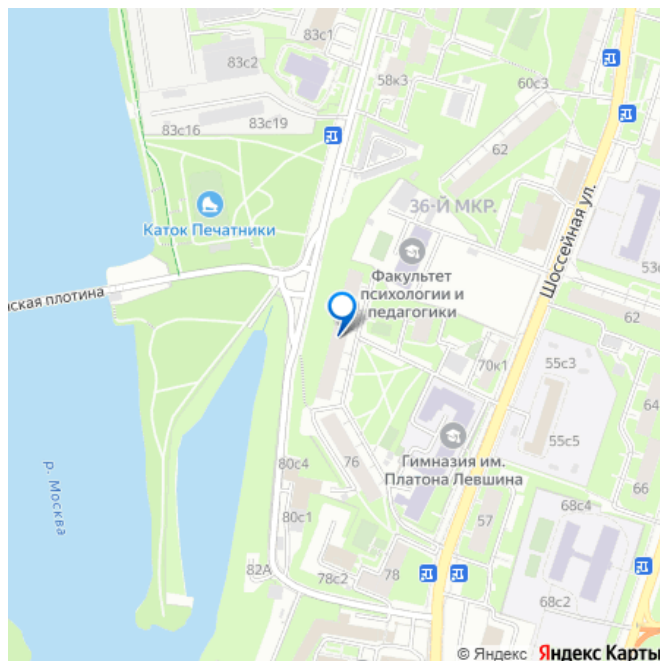 83с1
83с2
58к3
60с3
83с16
83с19
62
36-Й МКР.
Каток Печатники
Шоссейная ул.
Факультет
психологии и
педагогики
53
нская плотина
62
70к1
55с3
64
55с5
р. Москва
80с4
76
Гимназия им.
Платона Левшина
66
68с4
80с1
57
82А
78с2
78
68с2
© Яндекс Яндекс Карты